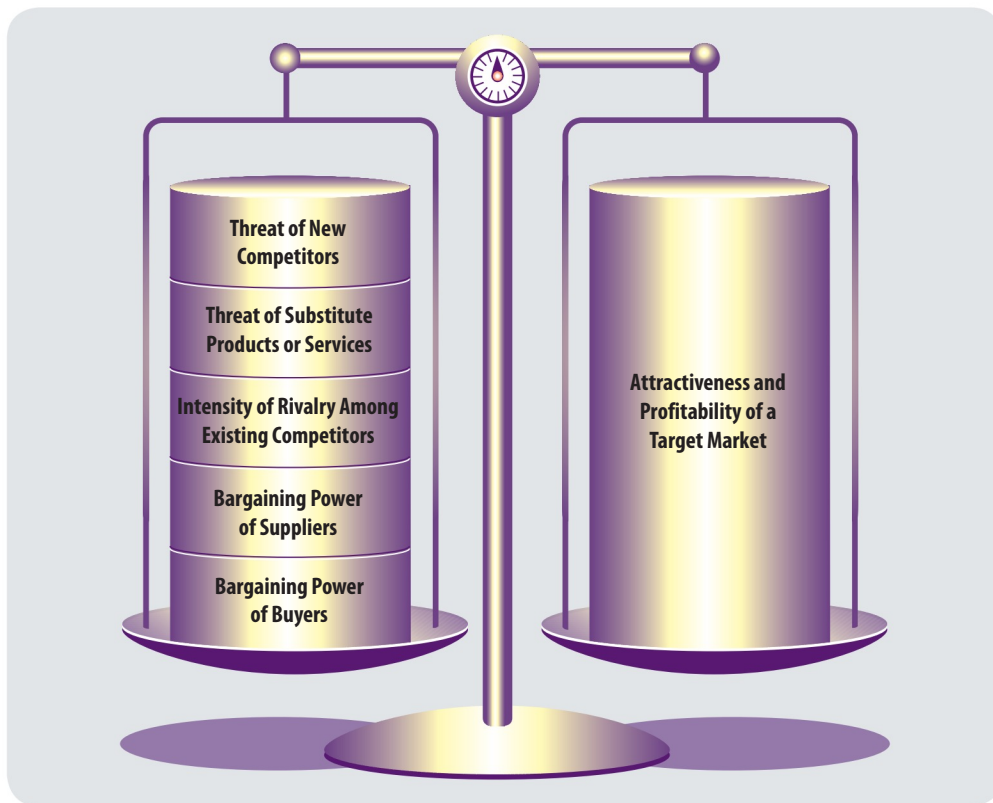 Threat of New
Competitors
Threat of Substitute
Products or Services
Intensity of Rivalry Among
Existing Competitors
Bargaining Power
of Suppliers
Bargaining Power
of Buyers
Attractiveness and
Profitability of a
Target Market